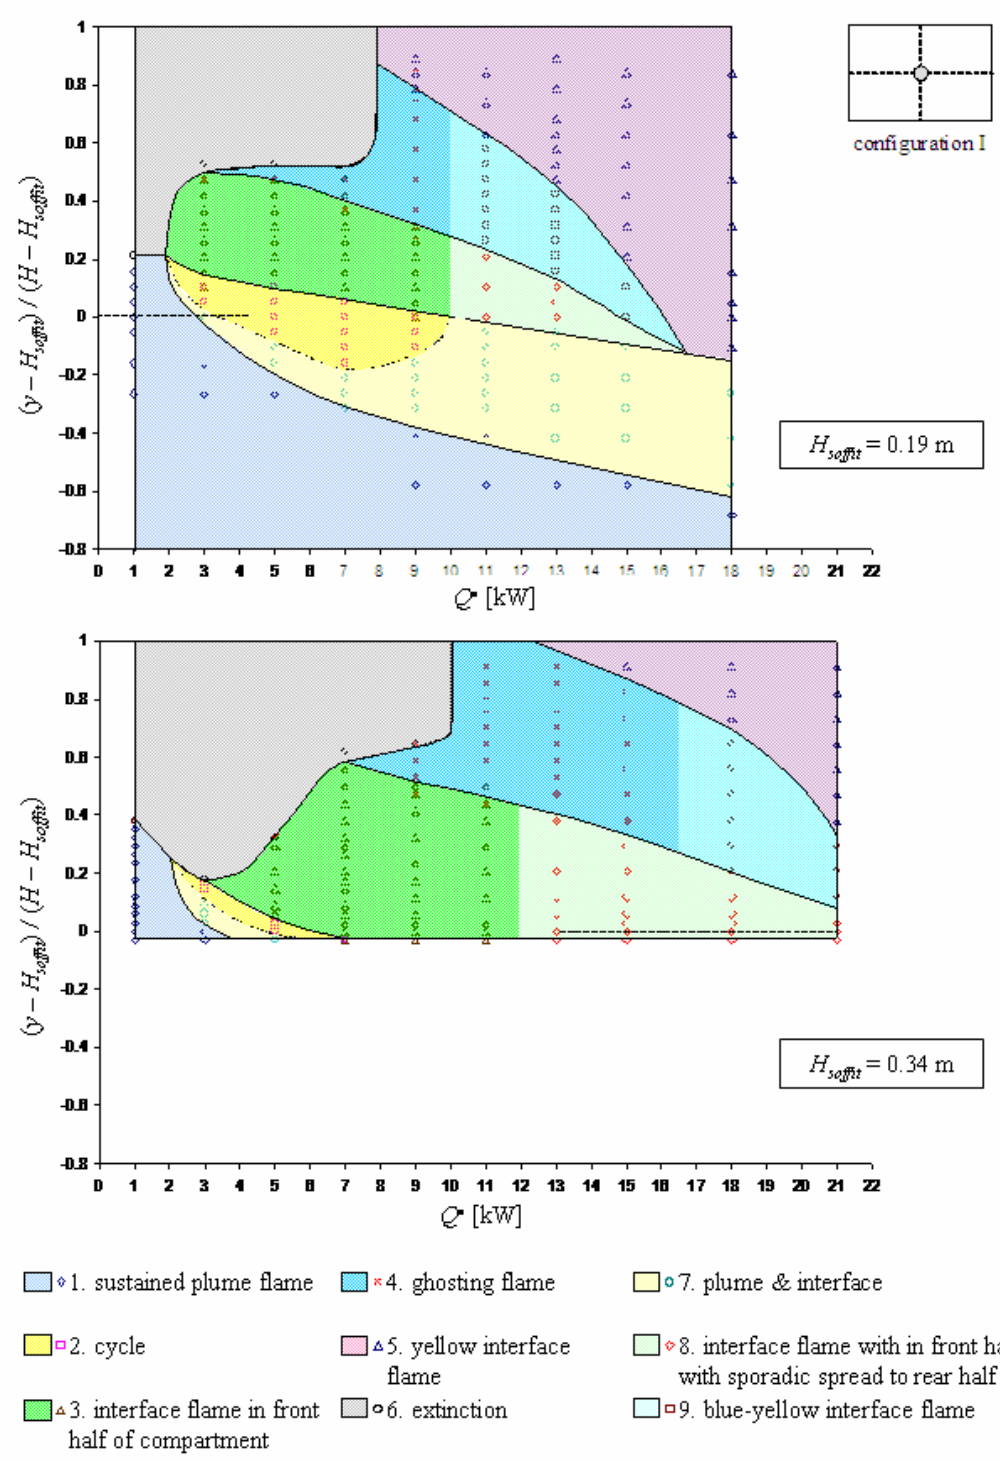 1
0.8
0.6
0.4
0.2
0
-0.2
-0.4
-0.6
-0.8
(y – Hsoffit) / (H – Hsoffit)
0 1 2 3 4 5 6 7 8 9 10 11 12 13 14 15 16 17 18 19 20 21 22
Q• [kW]
configuration I
Hsoffit = 0.19 m
1
0.8
0.6
0.4
0.2
0
-0.2
-0.4
-0.6
-0.8
(y – Hsoffit) / (H – Hsoffit)
0 1 2 3 4 5 6 7 8 9 10 11 12 13 14 15 16 17 18 19 20 21 22
Q• [kW]
Hsoffit = 0.34 m
1. sustained plume flame
4. ghosting flame
7. plume & interface
2. cycle
5. yellow interface
flame
8. interface flame with in front ha
with sporadic spread to rear half
3. interface flame in front
half of compartment
6. extinction
9. blue-yellow interface flame